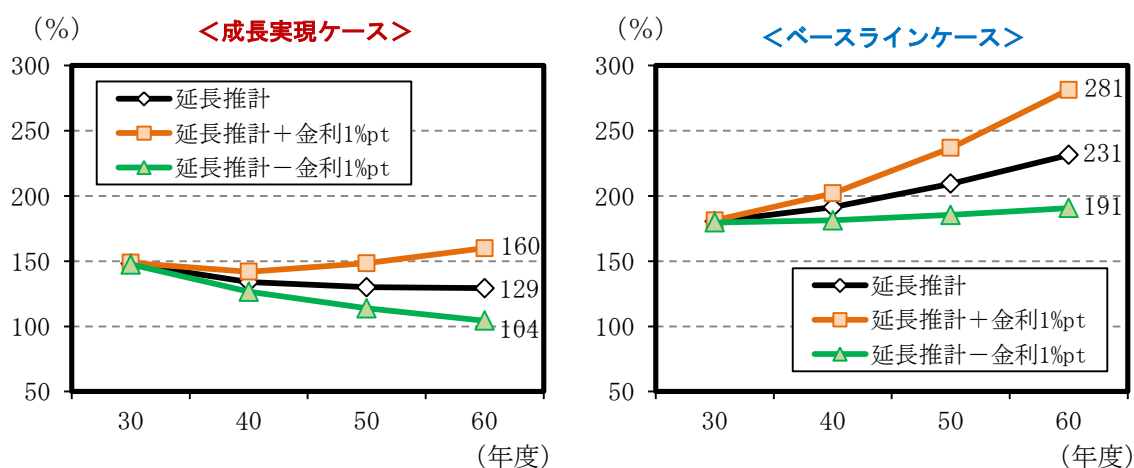 (%)
＜成長実現ケース＞
300
250
200
150
100
50
延長推計
延長推計＋金利1%pt
延長推計－金利1%pt
160
129
104
30 40 50 60
(年度)
(%)
＜ベースラインケース＞
300
250
200
150
100
50
281
231
191
延長推計
延長推計＋金利1%pt
延長推計－金利1%pt
30 40 50 60
(年度)